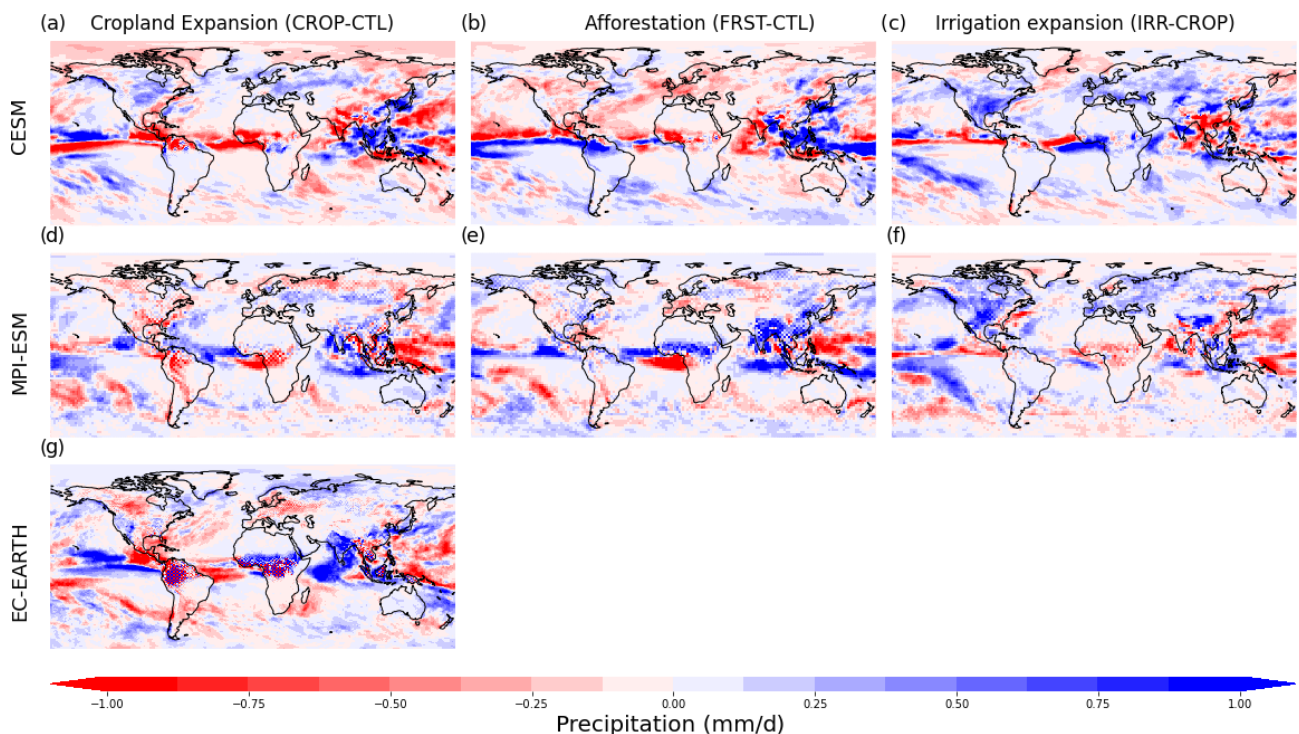 (a) Cropland Expansion (CROP-CTL)
(b) Afforestation (FRST-CTL)
(c) Irrigation expansion (IRR-CROP)
CESM
(d)
(e)
(f)
MPI-ESM
(g)
EC-EARTH
−1.00 −0.75 −0.50 −0.25 0.00 0.25 0.50 0.75 1.00
Precipitation (mm/d)